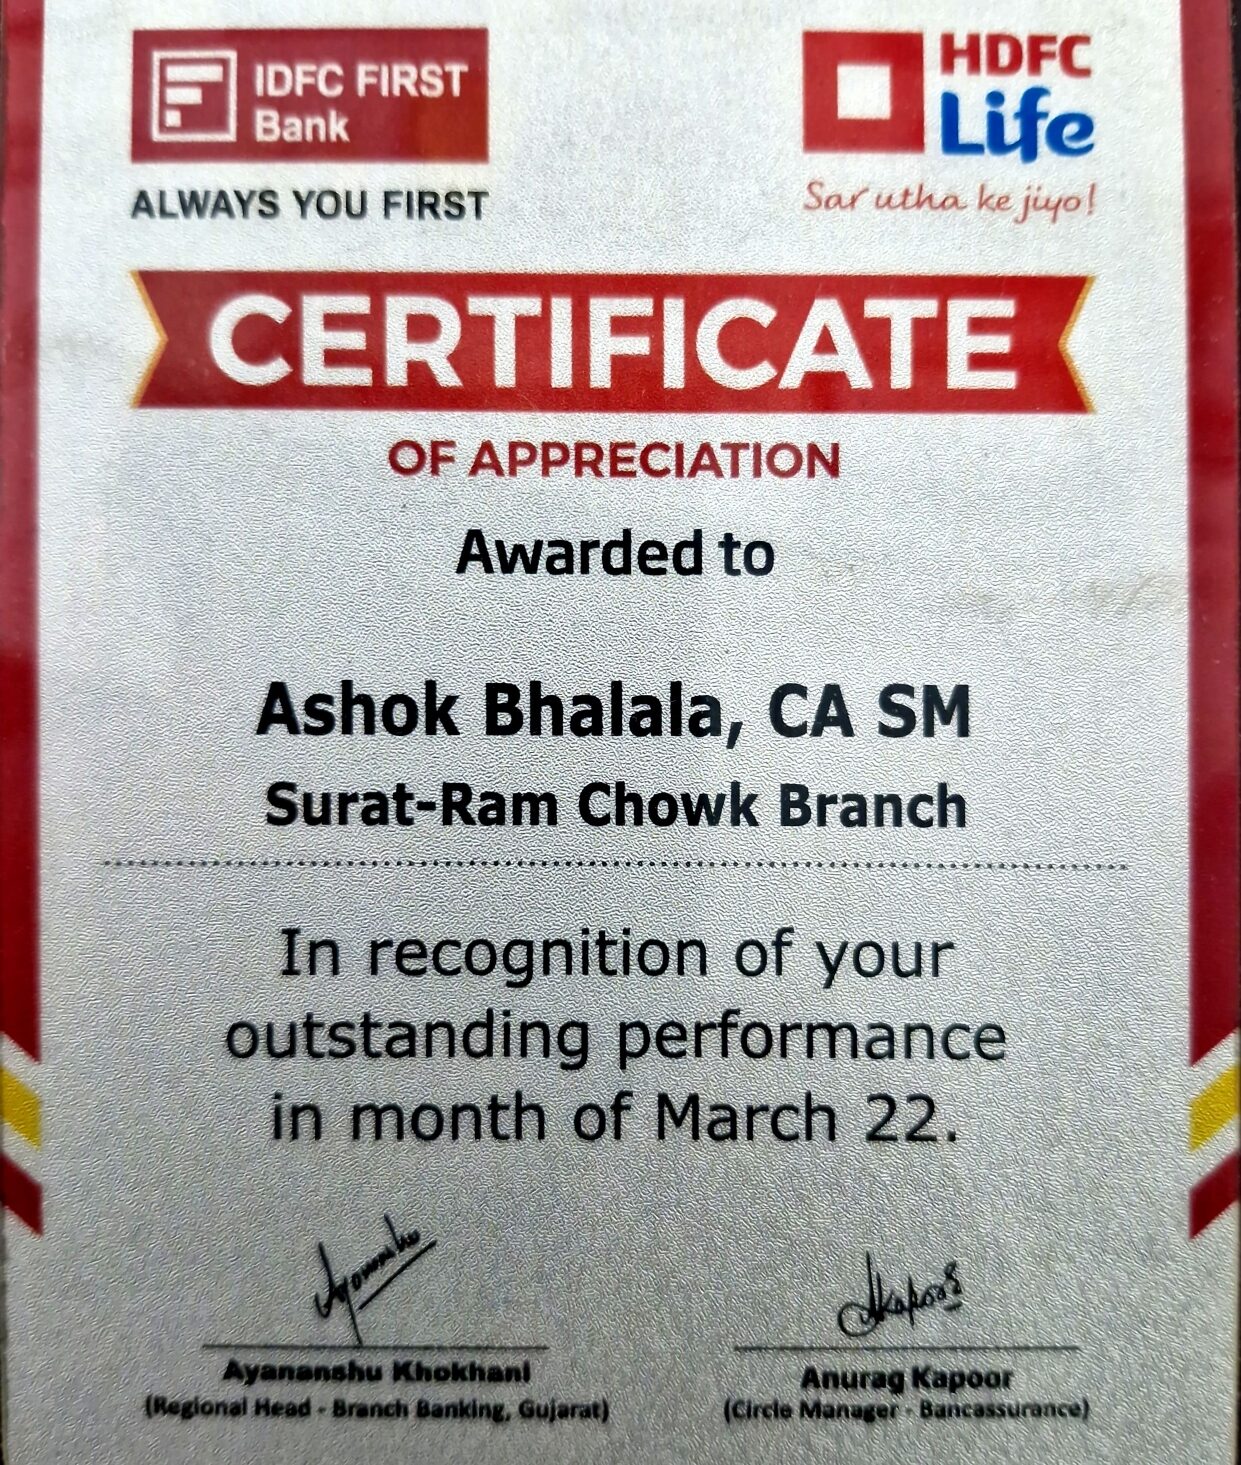 IDFC FIRST
Bank
ALWAYS YOU FIRST
HDFC
Life
Sar utha ke jiyo!
CERTIFICATE
OF APPRECIATION
Awarded to
Ashok Bhalala, CA SM
Surat-Ram Chowk Branch
In recognition of your
outstanding performance
in month of March 22.
Ayananshu Khokhani
(Regional Head - Branch Banking, Gujarat)
Anurag Kapoor
(Circle Manager - Bancassurance)